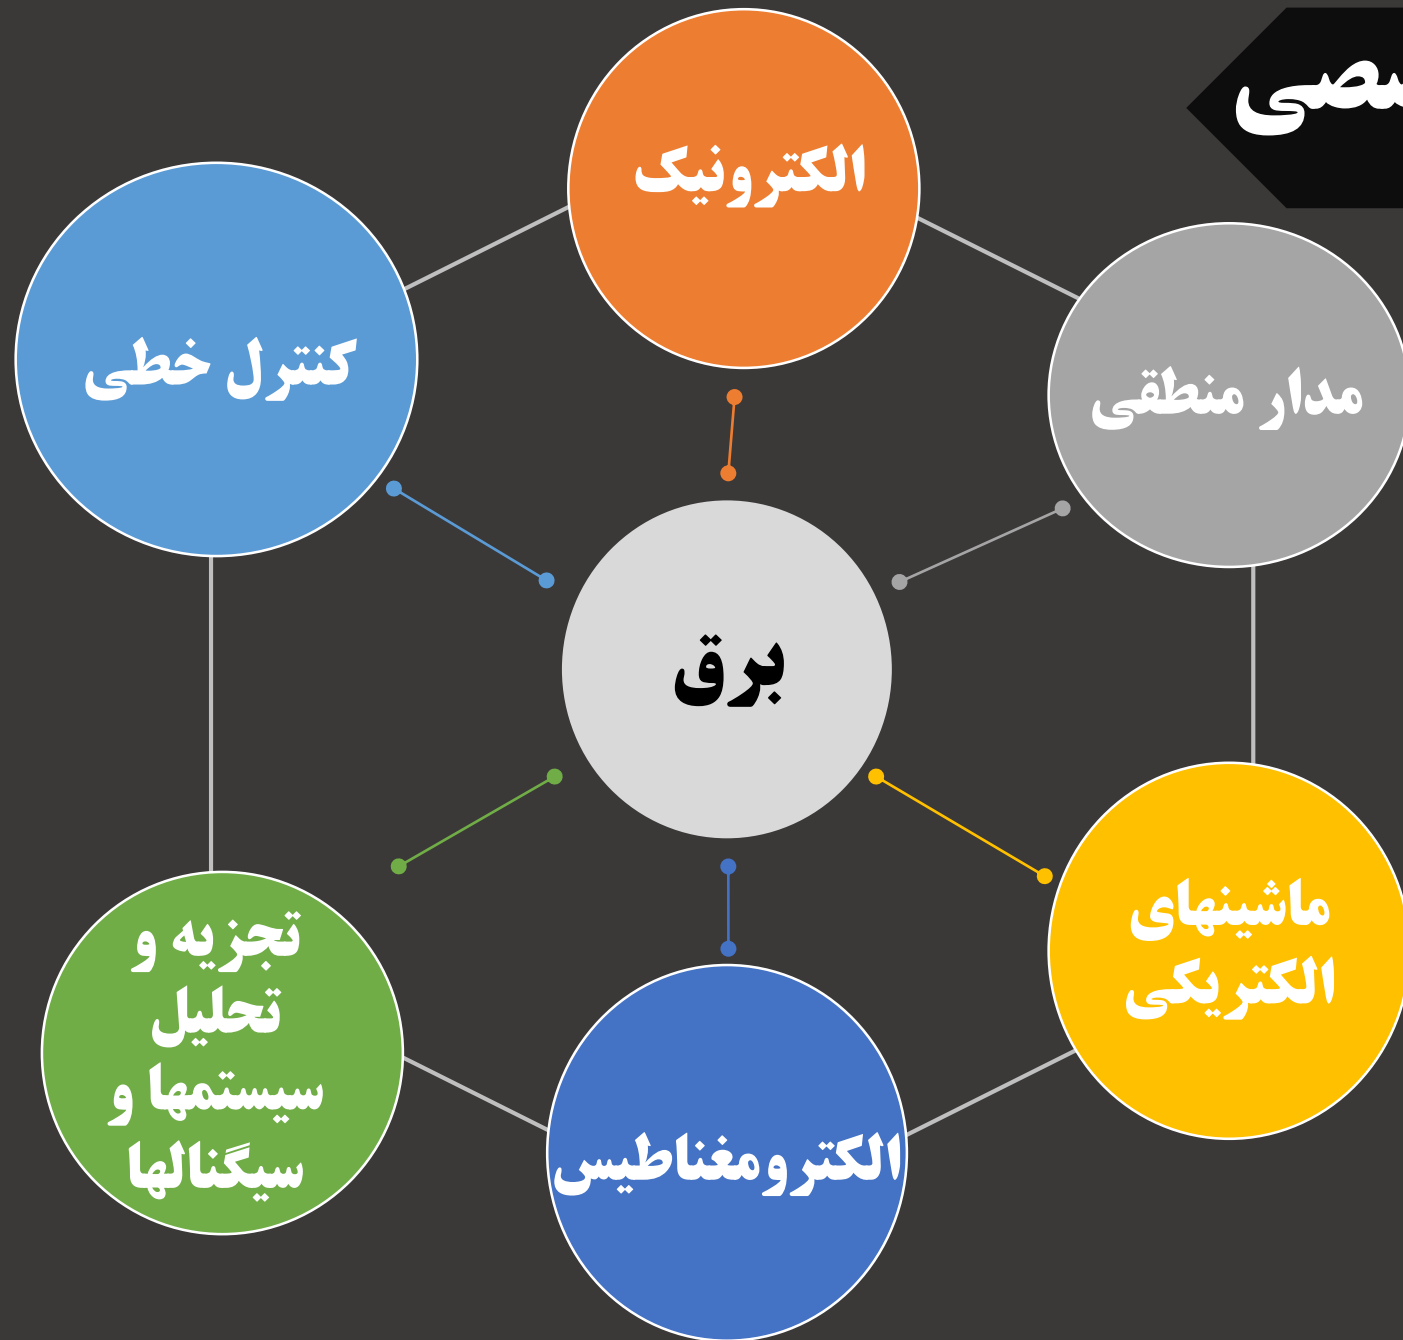 الکترونیک
مدار منطقی
کنترل خطی
برق
ماشینهای
الکتریکی
تجزیه و
تحلیل
سیستمها و
سیگنالها
الکترومغناطیس